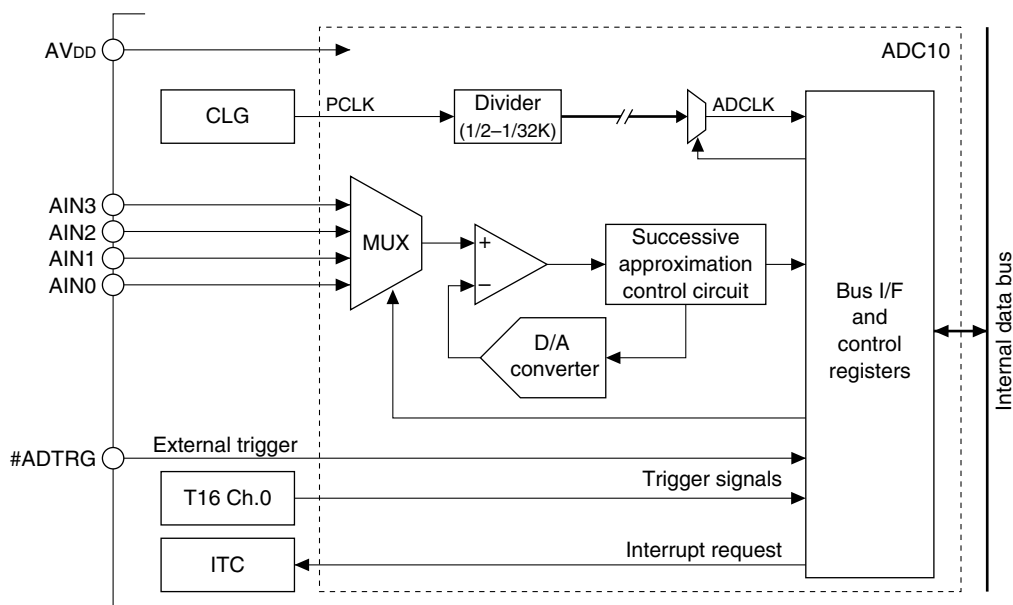 AVDD
ADC10
CLG
PCLK
Divider
(1/2–1/32K)
ADCLK
AIN3
AIN2
AIN1
AIN0
MUX
+
−
Successive
approximation
control circuit
D/A
converter
Bus I/F
and
control
registers
Internal data bus
#ADTRG
External trigger
T16 Ch.0
Trigger signals
ITC
Interrupt request